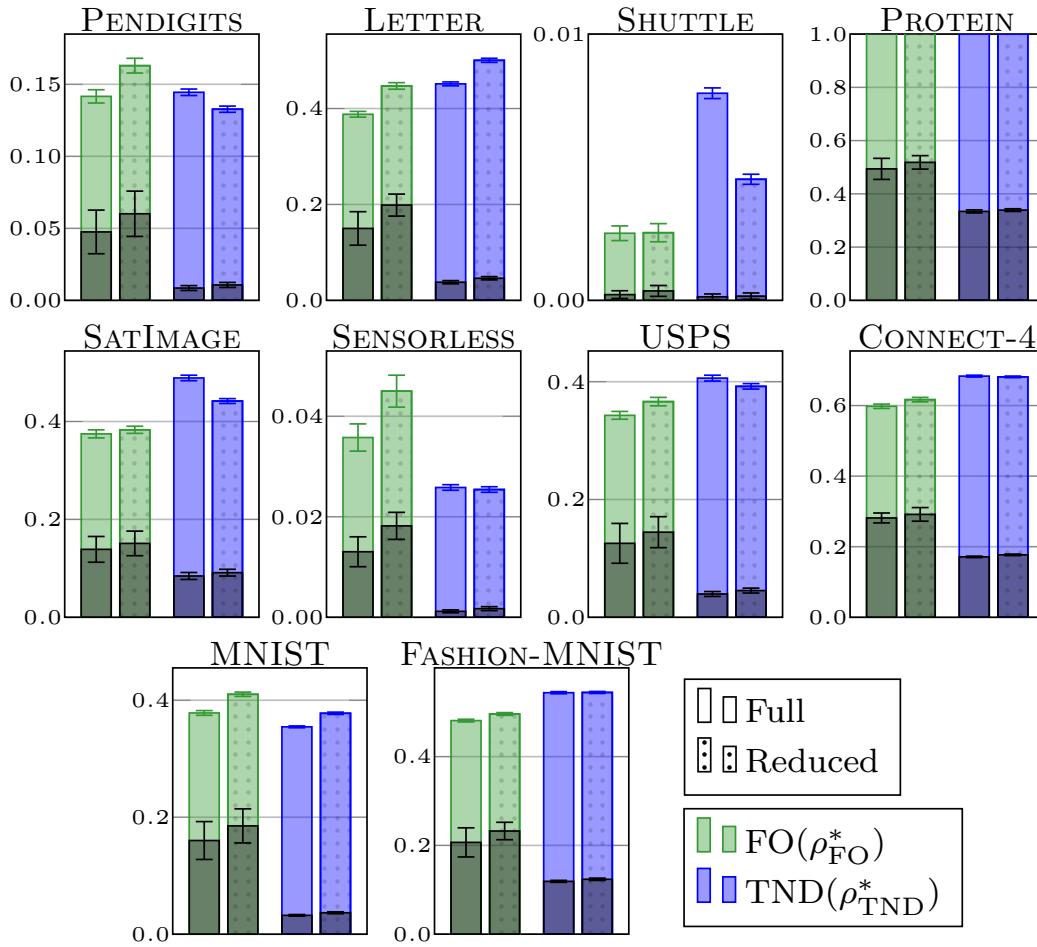 PENDIGITS
0.15
0.10
0.05
0.00
LETTER
0.4
0.2
0.0
SHUTTLE
0.01
0.00
PROTEIN
1.0
0.8
0.6
0.4
0.2
0.0
SATIMAGE
0.4
0.2
0.0
SENSORLESS
0.04
0.02
0.00
USPS
0.4
0.2
0.0
CONNECT-4
0.6
0.4
0.2
0.0
MNIST
0.4
0.2
0.0
FASHION-MNIST
0.4
0.2
0.0
Full
Reduced
FO(ρ*FO)
TND(ρ*TND)